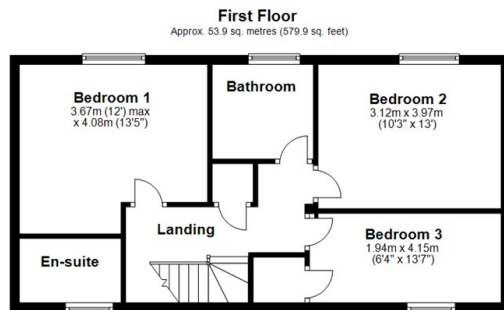 First Floor
Approx. 53.9 sq. metres (579.9 sq. feet)
Bedroom 1
3.67m (12') max
x 4.08m (13'5")
Bathroom
Bedroom 2
3.12m x 3.97m
(10'3" x 13')
Landing
Bedroom 3
1.94m x 4.15m
(6'4" x 13'7")
En-suite